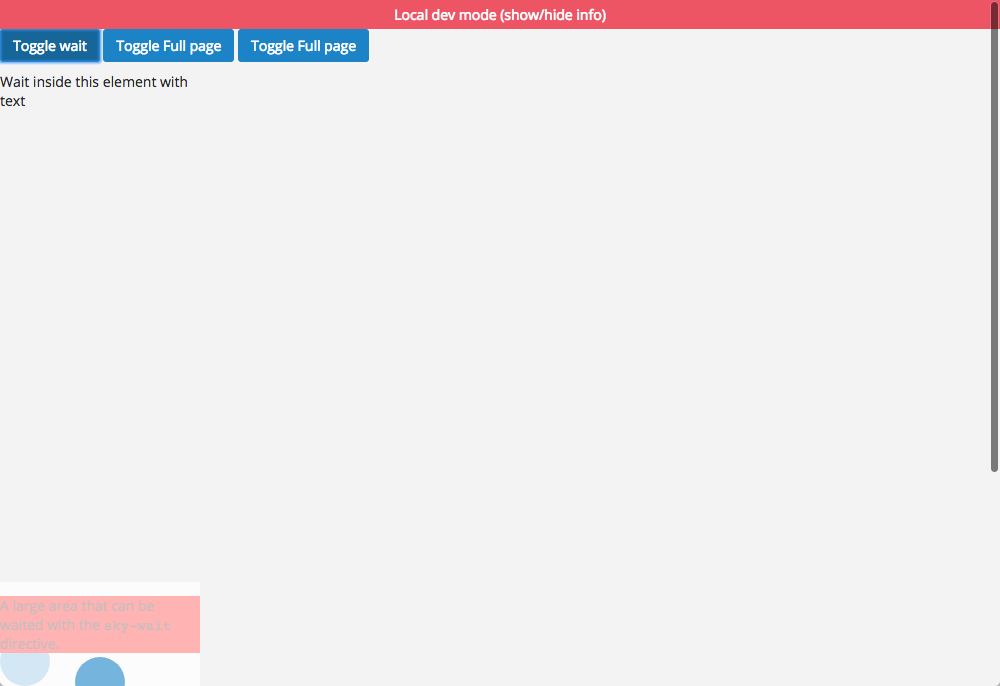 Local dev mode (show/hide info)
Toggle wait Toggle Full page Toggle Full page
Wait inside this element with
text
A large area that can be
waited with the sky-wait
directive.